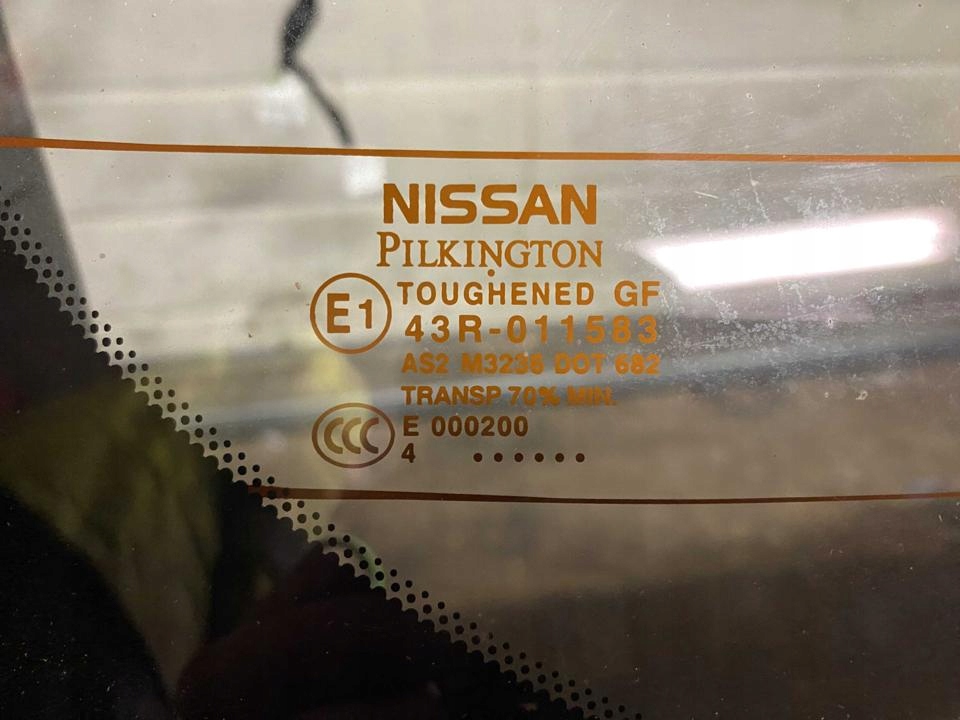 NISSAN
PILKINGTON
E1
TOUGHENED GF
43R-011583
AS2 M3236 DOT 682
TRANSP 70% MIN.
CCC
E 000200
4 ......